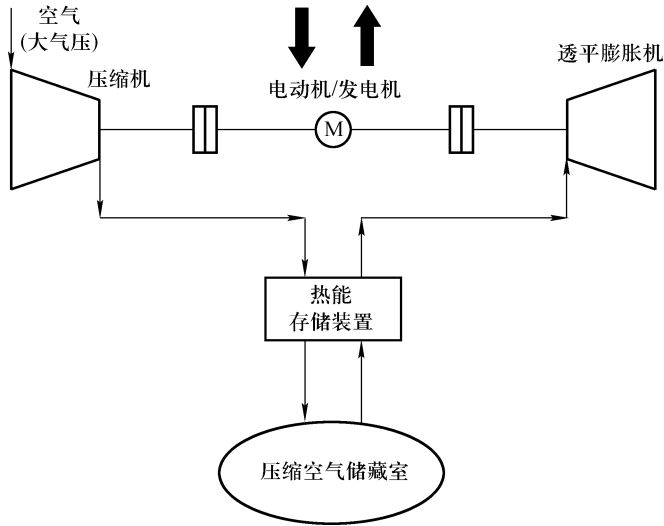 空气
(大气压)
压缩机
电动机/发电机
透平膨胀机
M
热能
存储装置
压缩空气储藏室